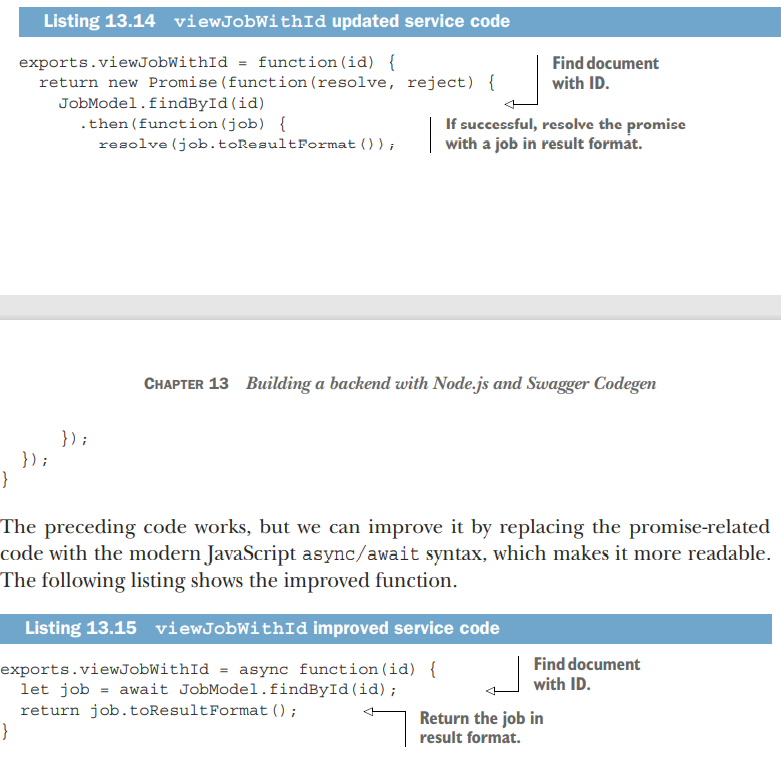 Listing 13.14 viewJobWithId updated service code
exports.viewJobWithId = function(id) {
return new Promise(function(resolve, reject) {
JobModel.findById(id)
.then(function(job) {
resolve(job.toResultFormat());
Find document
with ID.
If successful, resolve the promise
with a job in result format.
CHAPTER 13 Building a backend with Node.js and Swagger Codegen
});
});
}
The preceding code works, but we can improve it by replacing the promise-related
code with the modern JavaScript async/await syntax, which makes it more readable.
The following listing shows the improved function.
Listing 13.15 viewJobWithId improved service code
exports.viewJobWithId = async function(id) {
let job = await JobModel.findById(id);
return job.toResultFormat();
}
Find document
with ID.
Return the job in
result format.